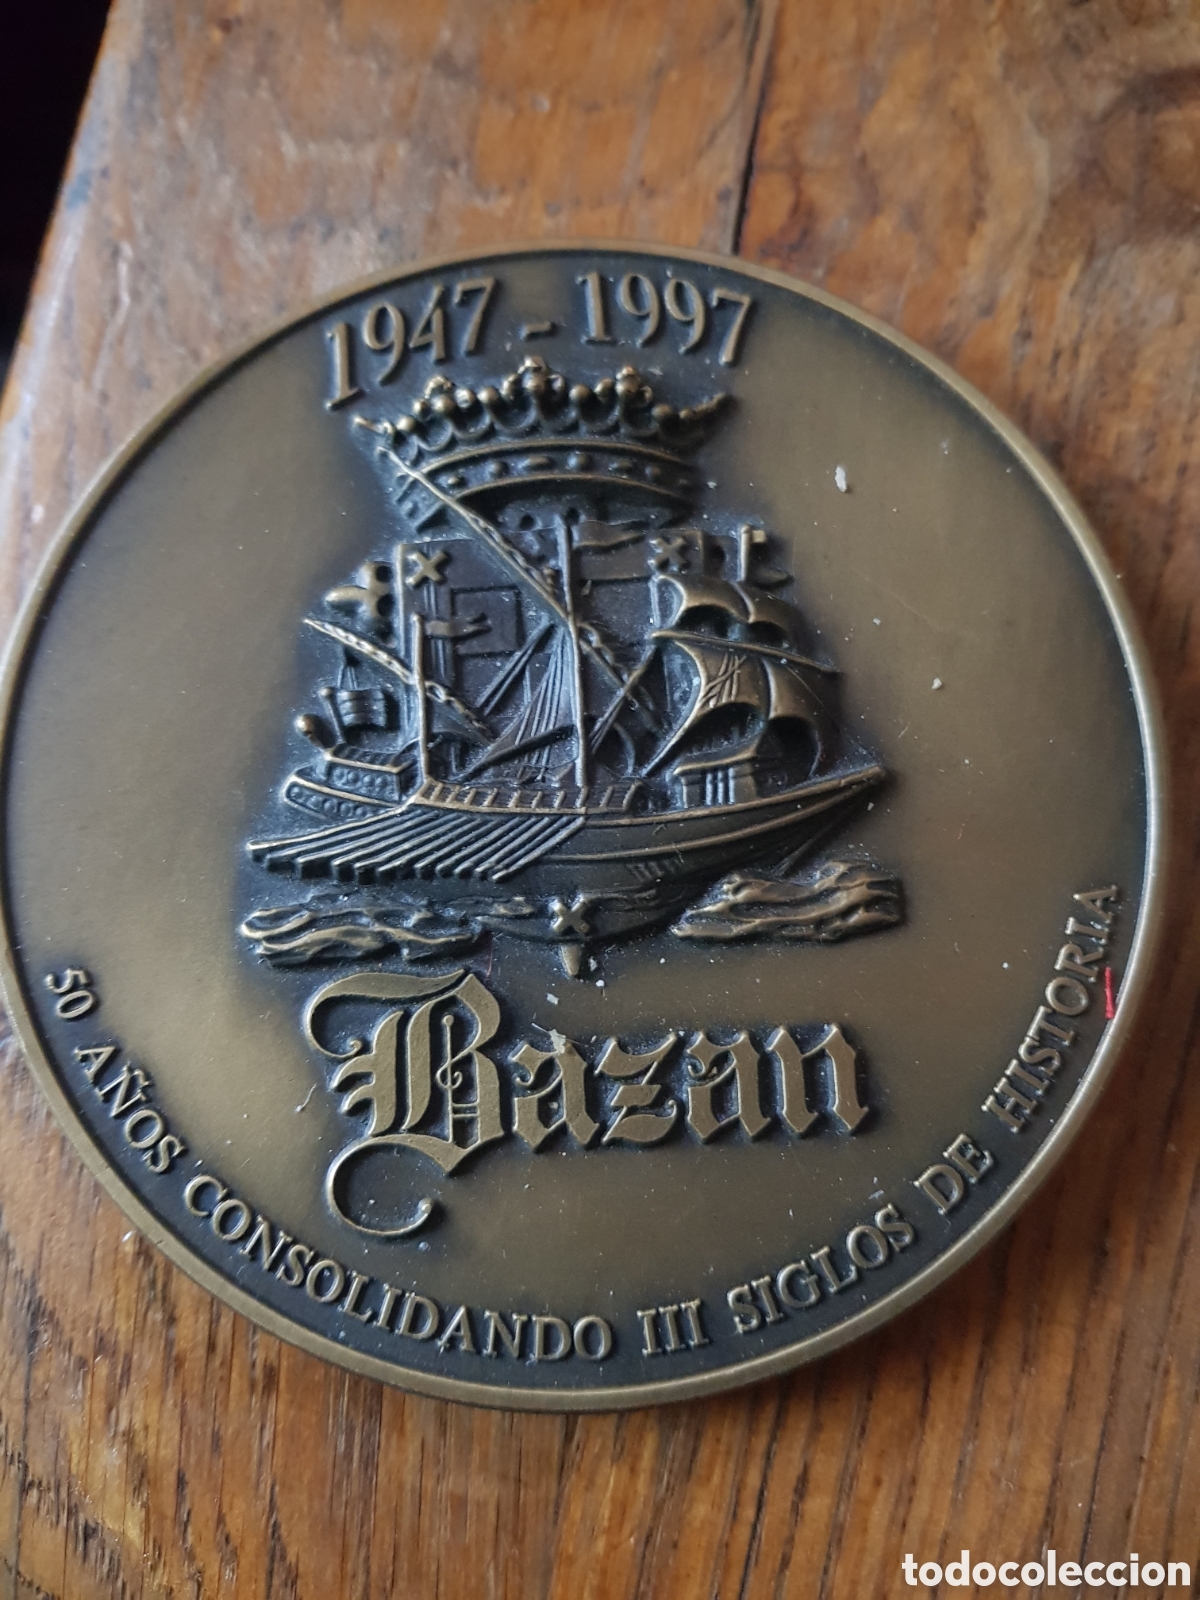 1947 - 1997
Bazan
50 AÑOS CONSOLIDANDO III SIGLOS DE HISTORIA
todocoleccion